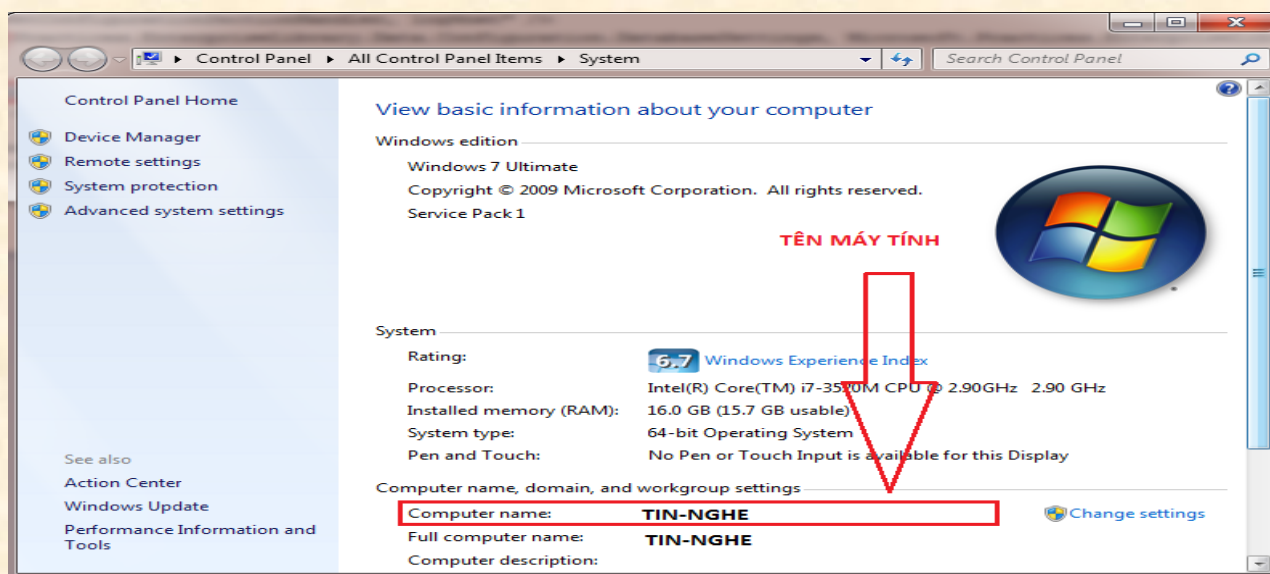 Control Panel ▸ All Control Panel Items ▸ System
Search Control Panel
Control Panel Home
Device Manager
Remote settings
System protection
Advanced system settings
See also
Action Center
Windows Update
Performance Information and
Tools
View basic information about your computer
Windows edition
Windows 7 Ultimate
Copyright © 2009 Microsoft Corporation. All rights reserved.
Service Pack 1
TÊN MÁY TÍNH
System
Rating: 6.7 Windows Experience Index
Processor: Intel(R) Core(TM) i7-3520M CPU @ 2.90GHz 2.90 GHz
Installed memory (RAM): 16.0 GB (15.7 GB usable)
System type: 64-bit Operating System
Pen and Touch: No Pen or Touch Input is available for this Display
Computer name, domain, and workgroup settings
Computer name: TIN-NGHE
Change settings
Full computer name: TIN-NGHE
Computer description: